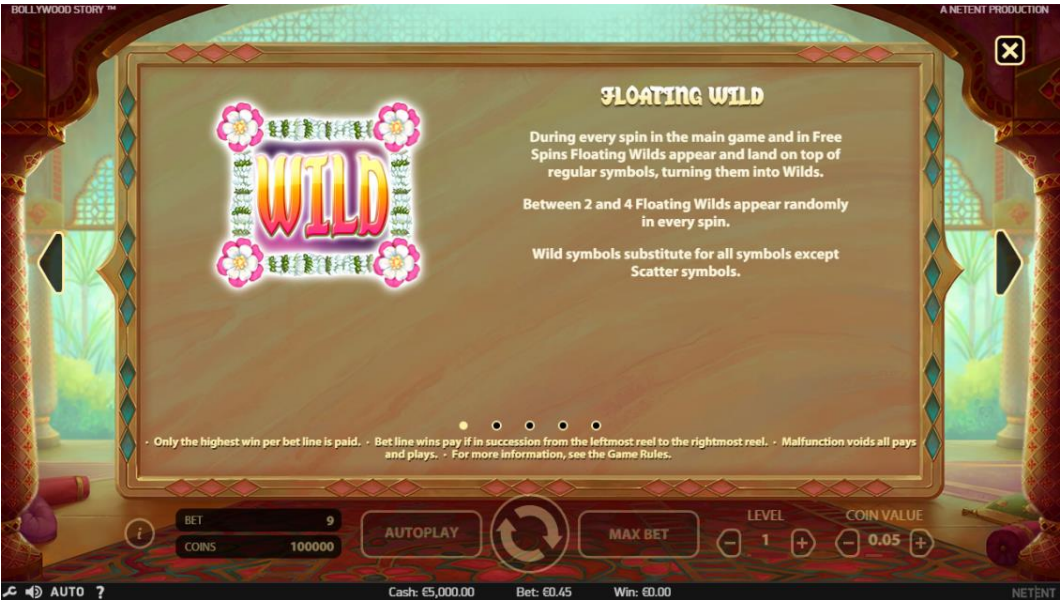 BOLLYWOOD STORY ™
A NETENT PRODUCTION
WILD
FLOATING WILD
During every spin in the main game and in Free
Spins Floating Wilds appear and land on top of
regular symbols, turning them into Wilds.
Between 2 and 4 Floating Wilds appear randomly
in every spin.
Wild symbols substitute for all symbols except
Scatter symbols.
· Only the highest win per bet line is paid. · Bet line wins pay if in succession from the leftmost reel to the rightmost reel. · Malfunction voids all pays
and plays. · For more information, see the Game Rules.
BET 9
COINS 100000
AUTOPLAY
MAX BET
LEVEL
1
COIN VALUE
0.05
AUTO ?
Cash: €5,000.00 Bet: €0.45 Win: €0.00
NETENT